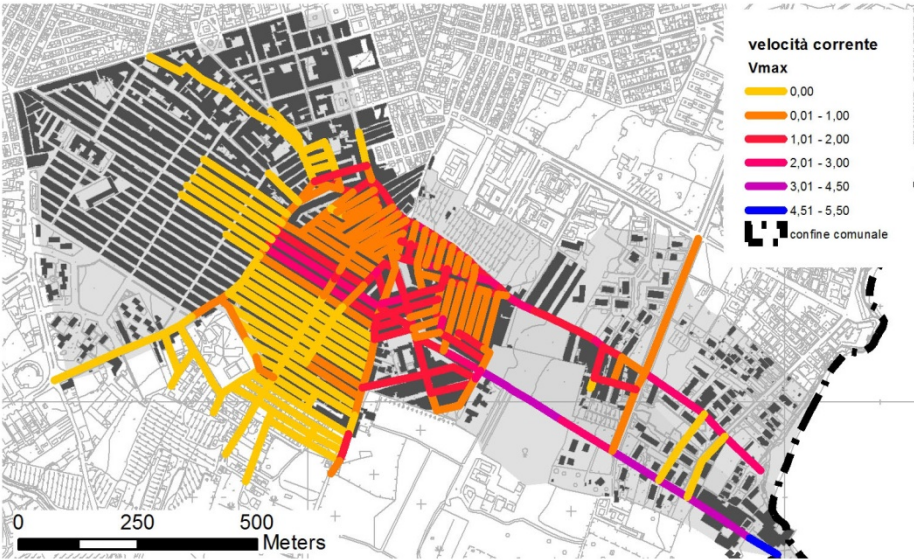 velocità corrente
Vmax
0,00
0,01 - 1,00
1,01 - 2,00
2,01 - 3,00
3,01 - 4,50
4,51 - 5,50
confine comunale
0 250 500
Meters